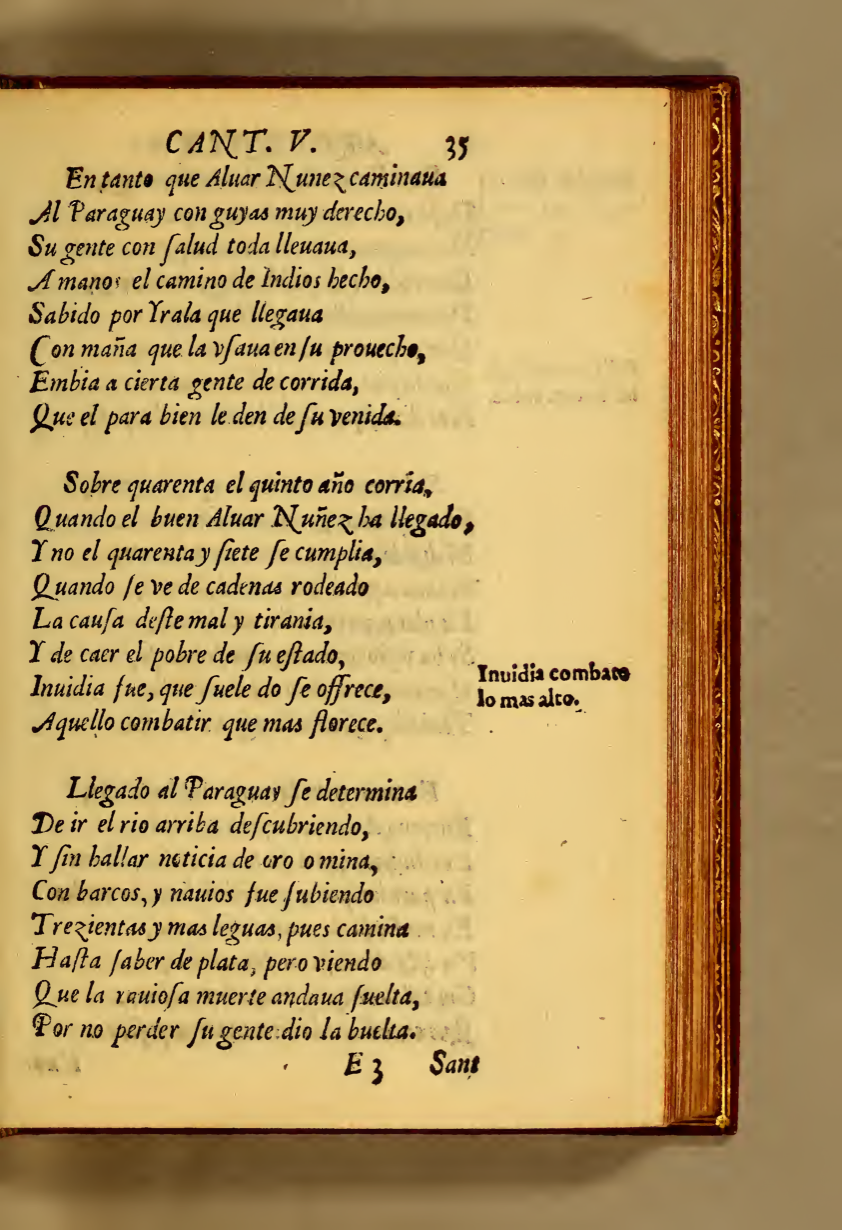 CANT. V. 35
En tanto que Aluar Nunez caminaua
Al Paraguay con guyas muy derecho,
Su gente con ſalud toda lleuaua,
A manos el camino de Indios hecho,
Sabido por Yrala que llegaua
Con maña que la vſaua en ſu prouecho,
Embia a cierta gente de corrida,
Que el para bien le den de ſu venida.
Sobre quarenta el quinto año corria,
Quando el buen Aluar Nuñez ha llegado,
Y no el quarenta y ſiete ſe cumplia,
Quando ſe ve de cadenas rodeado
La cauſa deſte mal y tirania,
Y de caer el pobre de ſu eſtado,
Inuidia fue, que ſuele do ſe offrece,
Aquello combatir que mas florece.
Inuidia combate
lo mas alto.
Llegado al Paraguay ſe determina
De ir el rio arriba deſcubriendo,
Y ſin hallar noticia de oro o mina,
Con barcos, y nauios fue ſubiendo
Trezientas y mas leguas, pues camina
Haſta ſaber de plata, pero viendo
Que la rauioſa muerte andaua ſuelta,
Por no perder ſu gente dio la buelta.
E 3 Sant